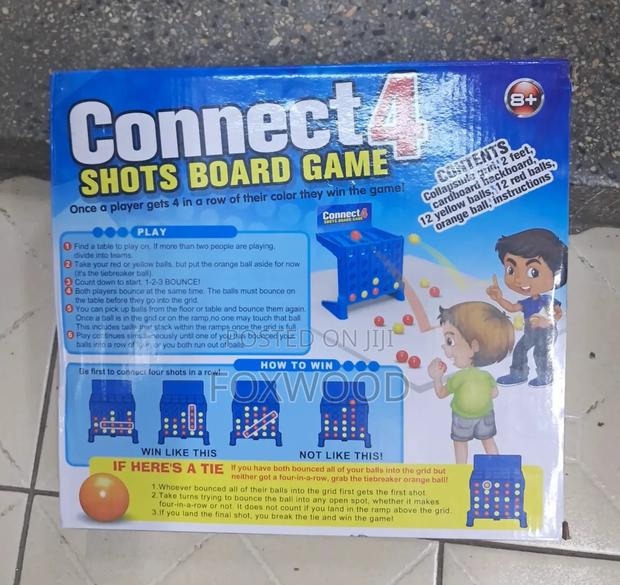 Connect 4
SHOTS BOARD GAME
8+
Once a player gets 4 in a row of their color they win the game!
CONTENTS
Collapsible grid, 2 feet,
cardboard backboard,
12 yellow balls, 12 red balls,
orange ball, instructions
PLAY
1 Find a table to play on. If more than two people are playing,
divide into teams.
2 Take your red or yellow balls, but put the orange ball aside for now
(it's the tiebreaker ball).
3 Count down to start: 1-2-3 BOUNCE!
4 Both players bounce at the same time. The balls must bounce on
the table before they go into the grid.
5 You can pick up balls from the floor or table and bounce them again.
Once a ball is in the grid or on the ramp,no one may touch that ball.
This includes balls that stack within the ramps once the grid is full.
6 Play continues simultaneously until one of you has bounced your
balls into a row of four, or you both run out of balls.
Connect 4
SHOTS BOARD GAME
POSTED ON JIJI
FOXWOOD
HOW TO WIN
Be first to connect four shots in a row!
WIN LIKE THIS
NOT LIKE THIS!
IF HERE'S A TIE
If you have both bounced all of your balls into the grid but
neither got a four-in-a-row, grab the tiebreaker orange ball!
1.Whoever bounced all of their balls into the grid first gets the first shot.
2.Take turns trying to bounce the ball into any open spot, whether it makes
four-in-a-row or not. It does not count if you land in the ramp above the grid.
3.If you land the final shot, you break the tie and win the game!